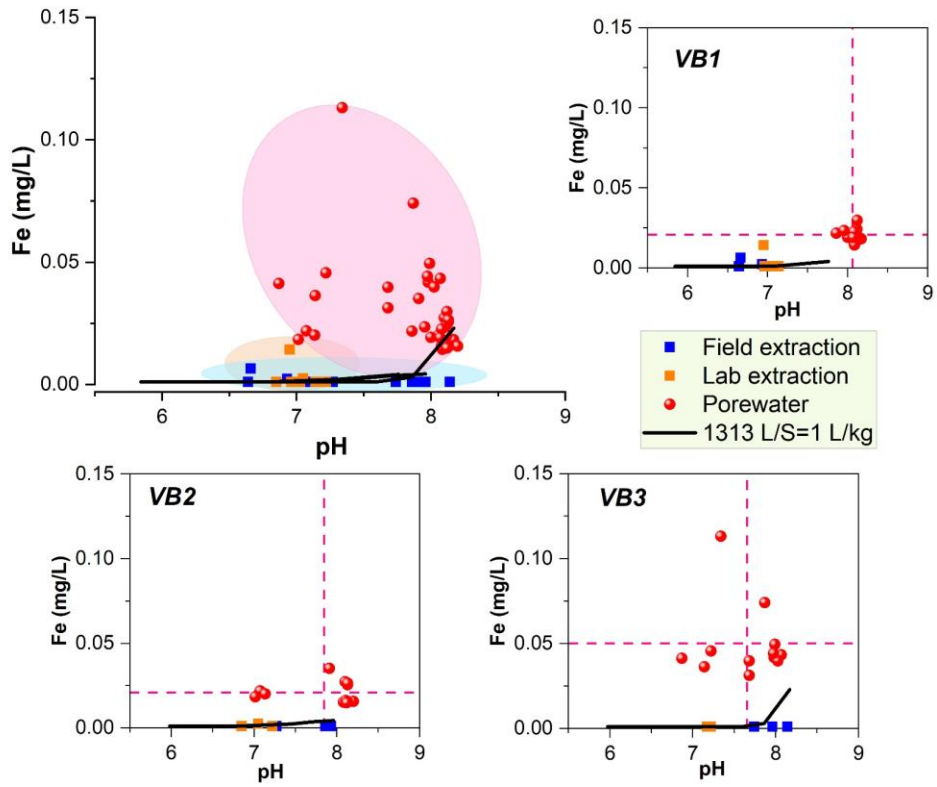 0.15
0.10
0.05
0.00
Fe (mg/L)
6
7
8
9
pH
VB1
0.15
0.10
0.05
0.00
Fe (mg/L)
6
7
8
9
pH
Field extraction
Lab extraction
Porewater
1313 L/S=1 L/kg
VB2
0.15
0.10
0.05
0.00
Fe (mg/L)
6
7
8
9
pH
VB3
0.15
0.10
0.05
0.00
Fe (mg/L)
6
7
8
9
pH